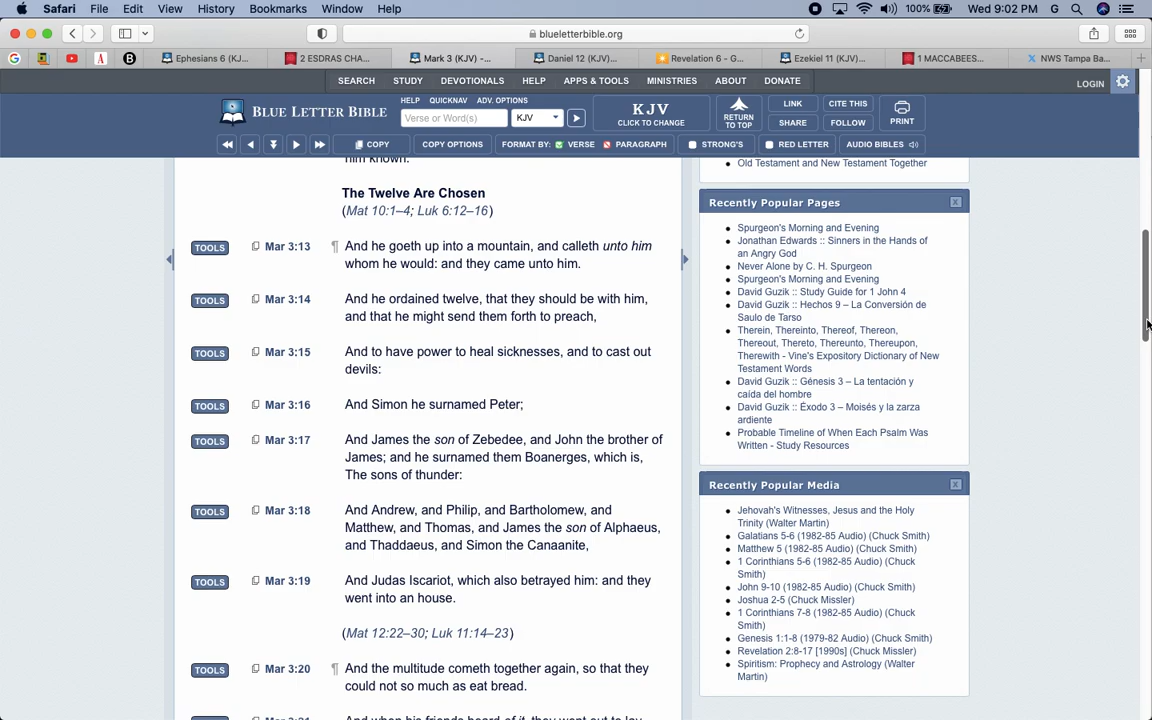 Safari File Edit View History Bookmarks Window Help 100% Wed 9:02 PM G
blueletterbible.org
Ephesians 6 (KJ... 2 ESDRAS CHA... Mark 3 (KJV) -... Daniel 12 (KJV)... Revelation 6 - G... Ezekiel 11 (KJV)... 1 MACCABEES... NWS Tampa Ba...
SEARCH STUDY DEVOTIONALS HELP APPS & TOOLS MINISTRIES ABOUT DONATE LOGIN
BLUE LETTER BIBLE
HELP QUICKNAV ADV. OPTIONS
Verse or Word(s) KJV
KJV
CLICK TO CHANGE
RETURN
TO TOP
LINK CITE THIS
SHARE FOLLOW
PRINT
COPY COPY OPTIONS FORMAT BY: VERSE PARAGRAPH STRONG'S RED LETTER AUDIO BIBLES
him known.
The Twelve Are Chosen
(Mat 10:1–4; Luk 6:12–16)
TOOLS Mar 3:13 ¶ And he goeth up into a mountain, and calleth unto him
whom he would: and they came unto him.
TOOLS Mar 3:14 And he ordained twelve, that they should be with him,
and that he might send them forth to preach,
TOOLS Mar 3:15 And to have power to heal sicknesses, and to cast out
devils:
TOOLS Mar 3:16 And Simon he surnamed Peter;
TOOLS Mar 3:17 And James the son of Zebedee, and John the brother of
James; and he surnamed them Boanerges, which is,
The sons of thunder:
TOOLS Mar 3:18 And Andrew, and Philip, and Bartholomew, and
Matthew, and Thomas, and James the son of Alphaeus,
and Thaddaeus, and Simon the Canaanite,
TOOLS Mar 3:19 And Judas Iscariot, which also betrayed him: and they
went into an house.
(Mat 12:22–30; Luk 11:14–23)
TOOLS Mar 3:20 ¶ And the multitude cometh together again, so that they
could not so much as eat bread.
Mar 3:21 And when his friends heard of it, they went out to lay
Old Testament and New Testament Together
Recently Popular Pages
Spurgeon's Morning and Evening
Jonathan Edwards :: Sinners in the Hands of
an Angry God
Never Alone by C. H. Spurgeon
Spurgeon's Morning and Evening
David Guzik :: Study Guide for 1 John 4
David Guzik :: Hechos 9 – La Conversión de
Saulo de Tarso
Therein, Thereinto, Thereof, Thereon,
Thereout, Thereto, Thereunto, Thereupon,
Therewith - Vine's Expository Dictionary of New
Testament Words
David Guzik :: Génesis 3 – La tentación y
caída del hombre
David Guzik :: Éxodo 3 – Moisés y la zarza
ardiente
Probable Timeline of When Each Psalm Was
Written - Study Resources
Recently Popular Media
Jehovah's Witnesses, Jesus and the Holy
Trinity (Walter Martin)
Galatians 5-6 (1982-85 Audio) (Chuck Smith)
Matthew 5 (1982-85 Audio) (Chuck Smith)
1 Corinthians 5-6 (1982-85 Audio) (Chuck
Smith)
John 9-10 (1982-85 Audio) (Chuck Smith)
Joshua 2-5 (Chuck Missler)
1 Corinthians 7-8 (1982-85 Audio) (Chuck
Smith)
Genesis 1:1-8 (1979-82 Audio) (Chuck Smith)
Revelation 2:8-17 [1990s] (Chuck Missler)
Spiritism: Prophecy and Astrology (Walter
Martin)